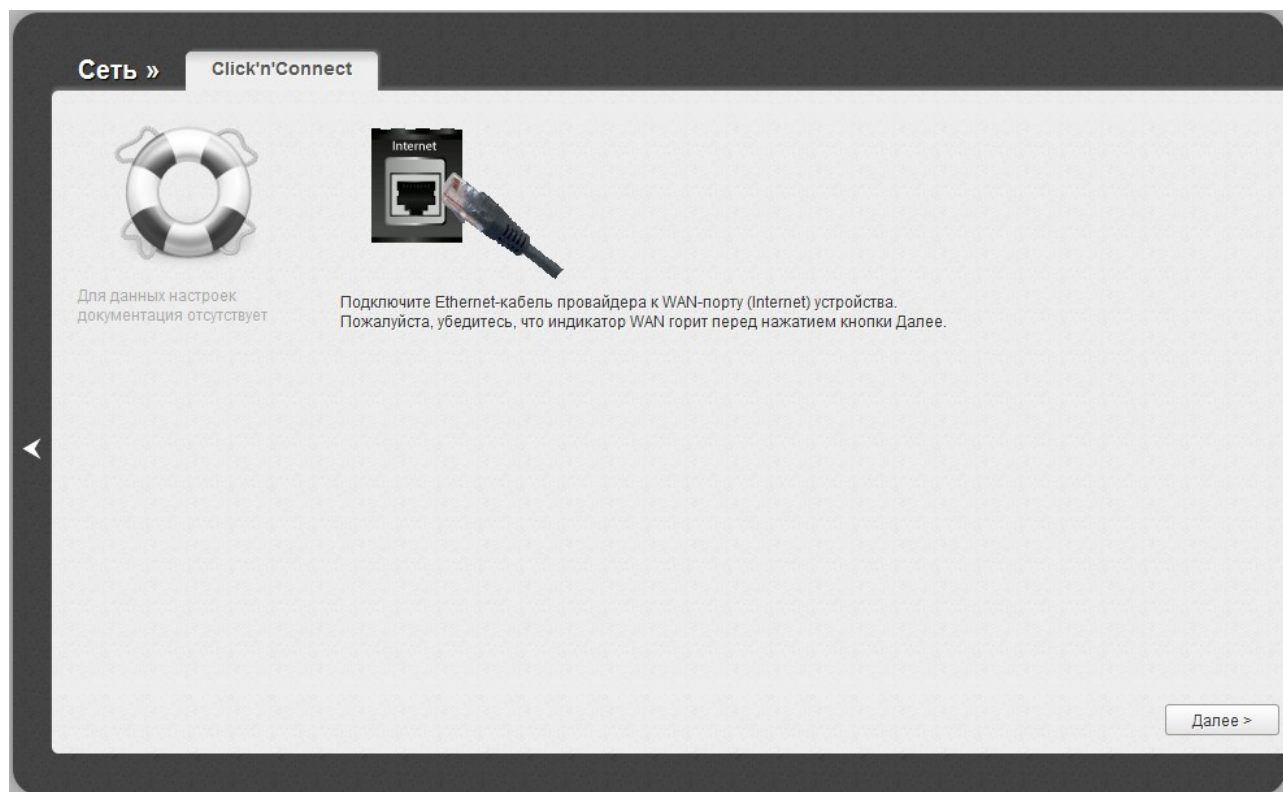 Сеть »
Click'n'Connect
Internet
Для данных настроек
документация отсутствует
Подключите Ethernet-кабель провайдера к WAN-порту (Internet) устройства.
Пожалуйста, убедитесь, что индикатор WAN горит перед нажатием кнопки Далее.
Далее >